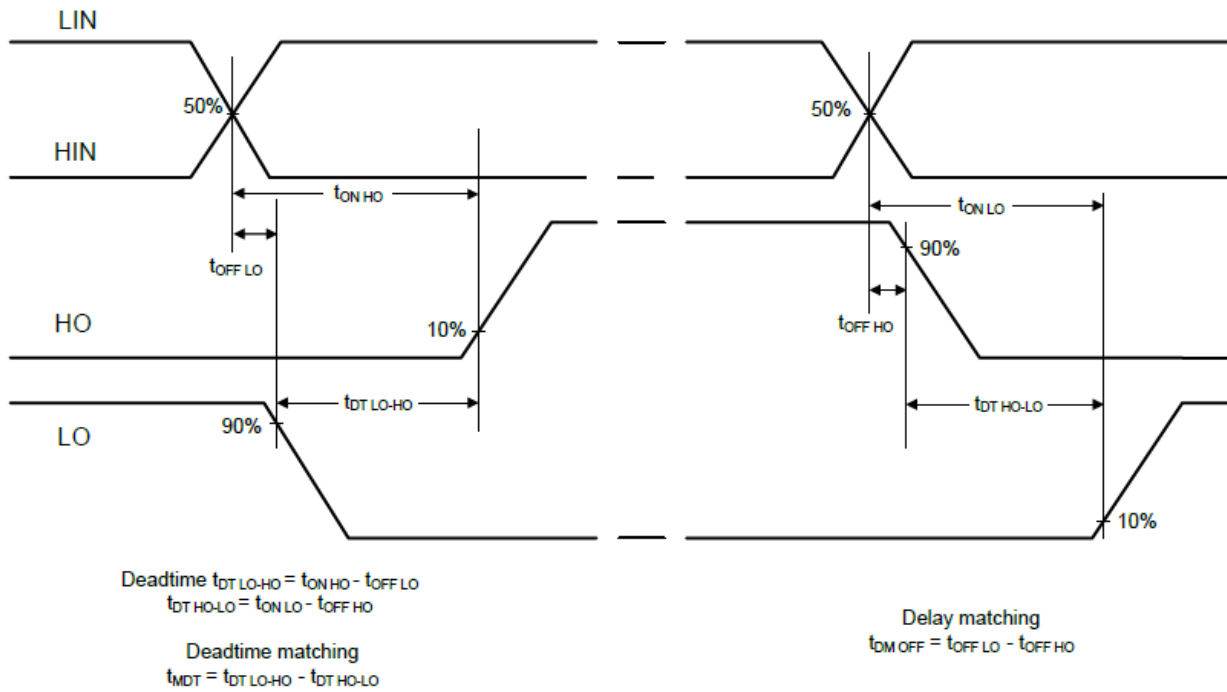 LIN
50%
50%
HIN
tON HO
tON LO
tOFF LO
90%
HO
10%
tOFF HO
tDT LO-HO
tDT HO-LO
90%
LO
10%
Deadtime tDT LO-HO = tON HO - tOFF LO
tDT HO-LO = tON LO - tOFF HO
Deadtime matching
tMDT = tDT LO-HO - tDT HO-LO
Delay matching
tDM OFF = tOFF LO - tOFF HO